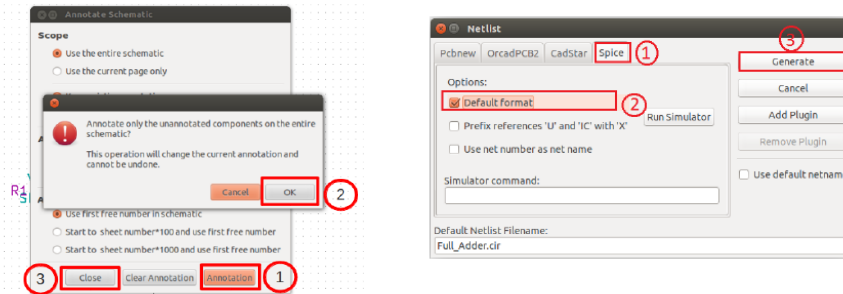 Annotate Schematic
Scope
Use the entire schematic
Use the current page only
Annotate only the unannotated components on the entire
schematic?
This operation will change the current annotation and
cannot be undone.
Cancel
OK
2
R1
Use first free number in schematic
Start to sheet number*100 and use first free number
Start to sheet number*1000 and use first free number
3
Close
Clear Annotation
Annotation
1
Netlist
Pcbnew
OrcadPCB2
CadStar
Spice
1
3
Generate
Options:
Default format
2
Cancel
Prefix references 'U' and 'IC' with 'X'
Run Simulator
Add Plugin
Use net number as net name
Remove Plugin
Simulator command:
Use default netnam
Default Netlist Filename:
Full_Adder.cir